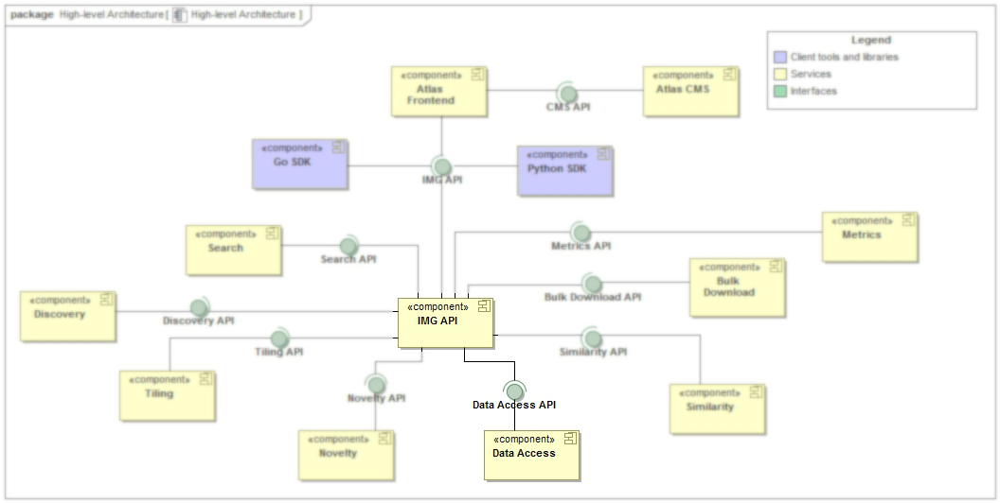 package High-level Architecture[ High-level Architecture ]
Legend
Client tools and libraries
Services
Interfaces
«component»
Atlas
Frontend
CMS API
«component»
Atlas CMS
«component»
Go SDK
IMG API
«component»
Python SDK
«component»
Search
Search API
Metrics API
«component»
Metrics
Bulk Download API
«component»
Bulk
Download
«component»
Discovery
Discovery API
«component»
IMG API
Tiling API
Similarity API
«component»
Tiling
Novelty API
Data Access API
«component»
Similarity
«component»
Novelty
«component»
Data Access